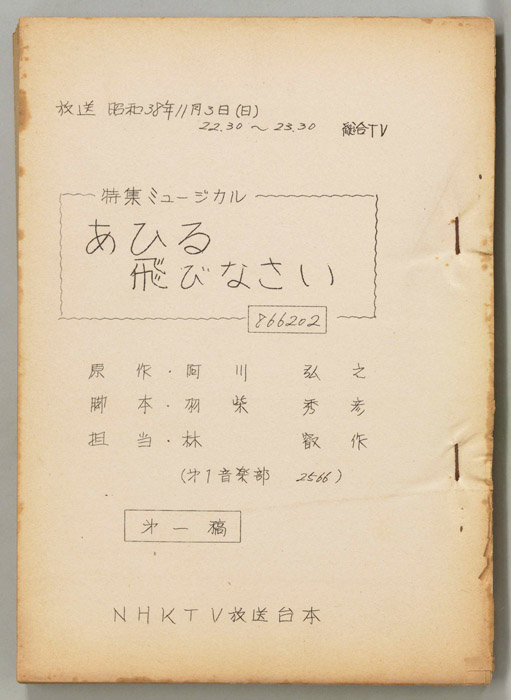 放送 昭和38年11月3日(日)
22.30～23.30 総合TV
特集ミュージカル
あひる
飛びなさい
866202
原作・阿川 弘之
脚本・羽柴 秀彦
担当・林 叡作
(才1音楽部 2566)
才一稿
NHKTV放送台本